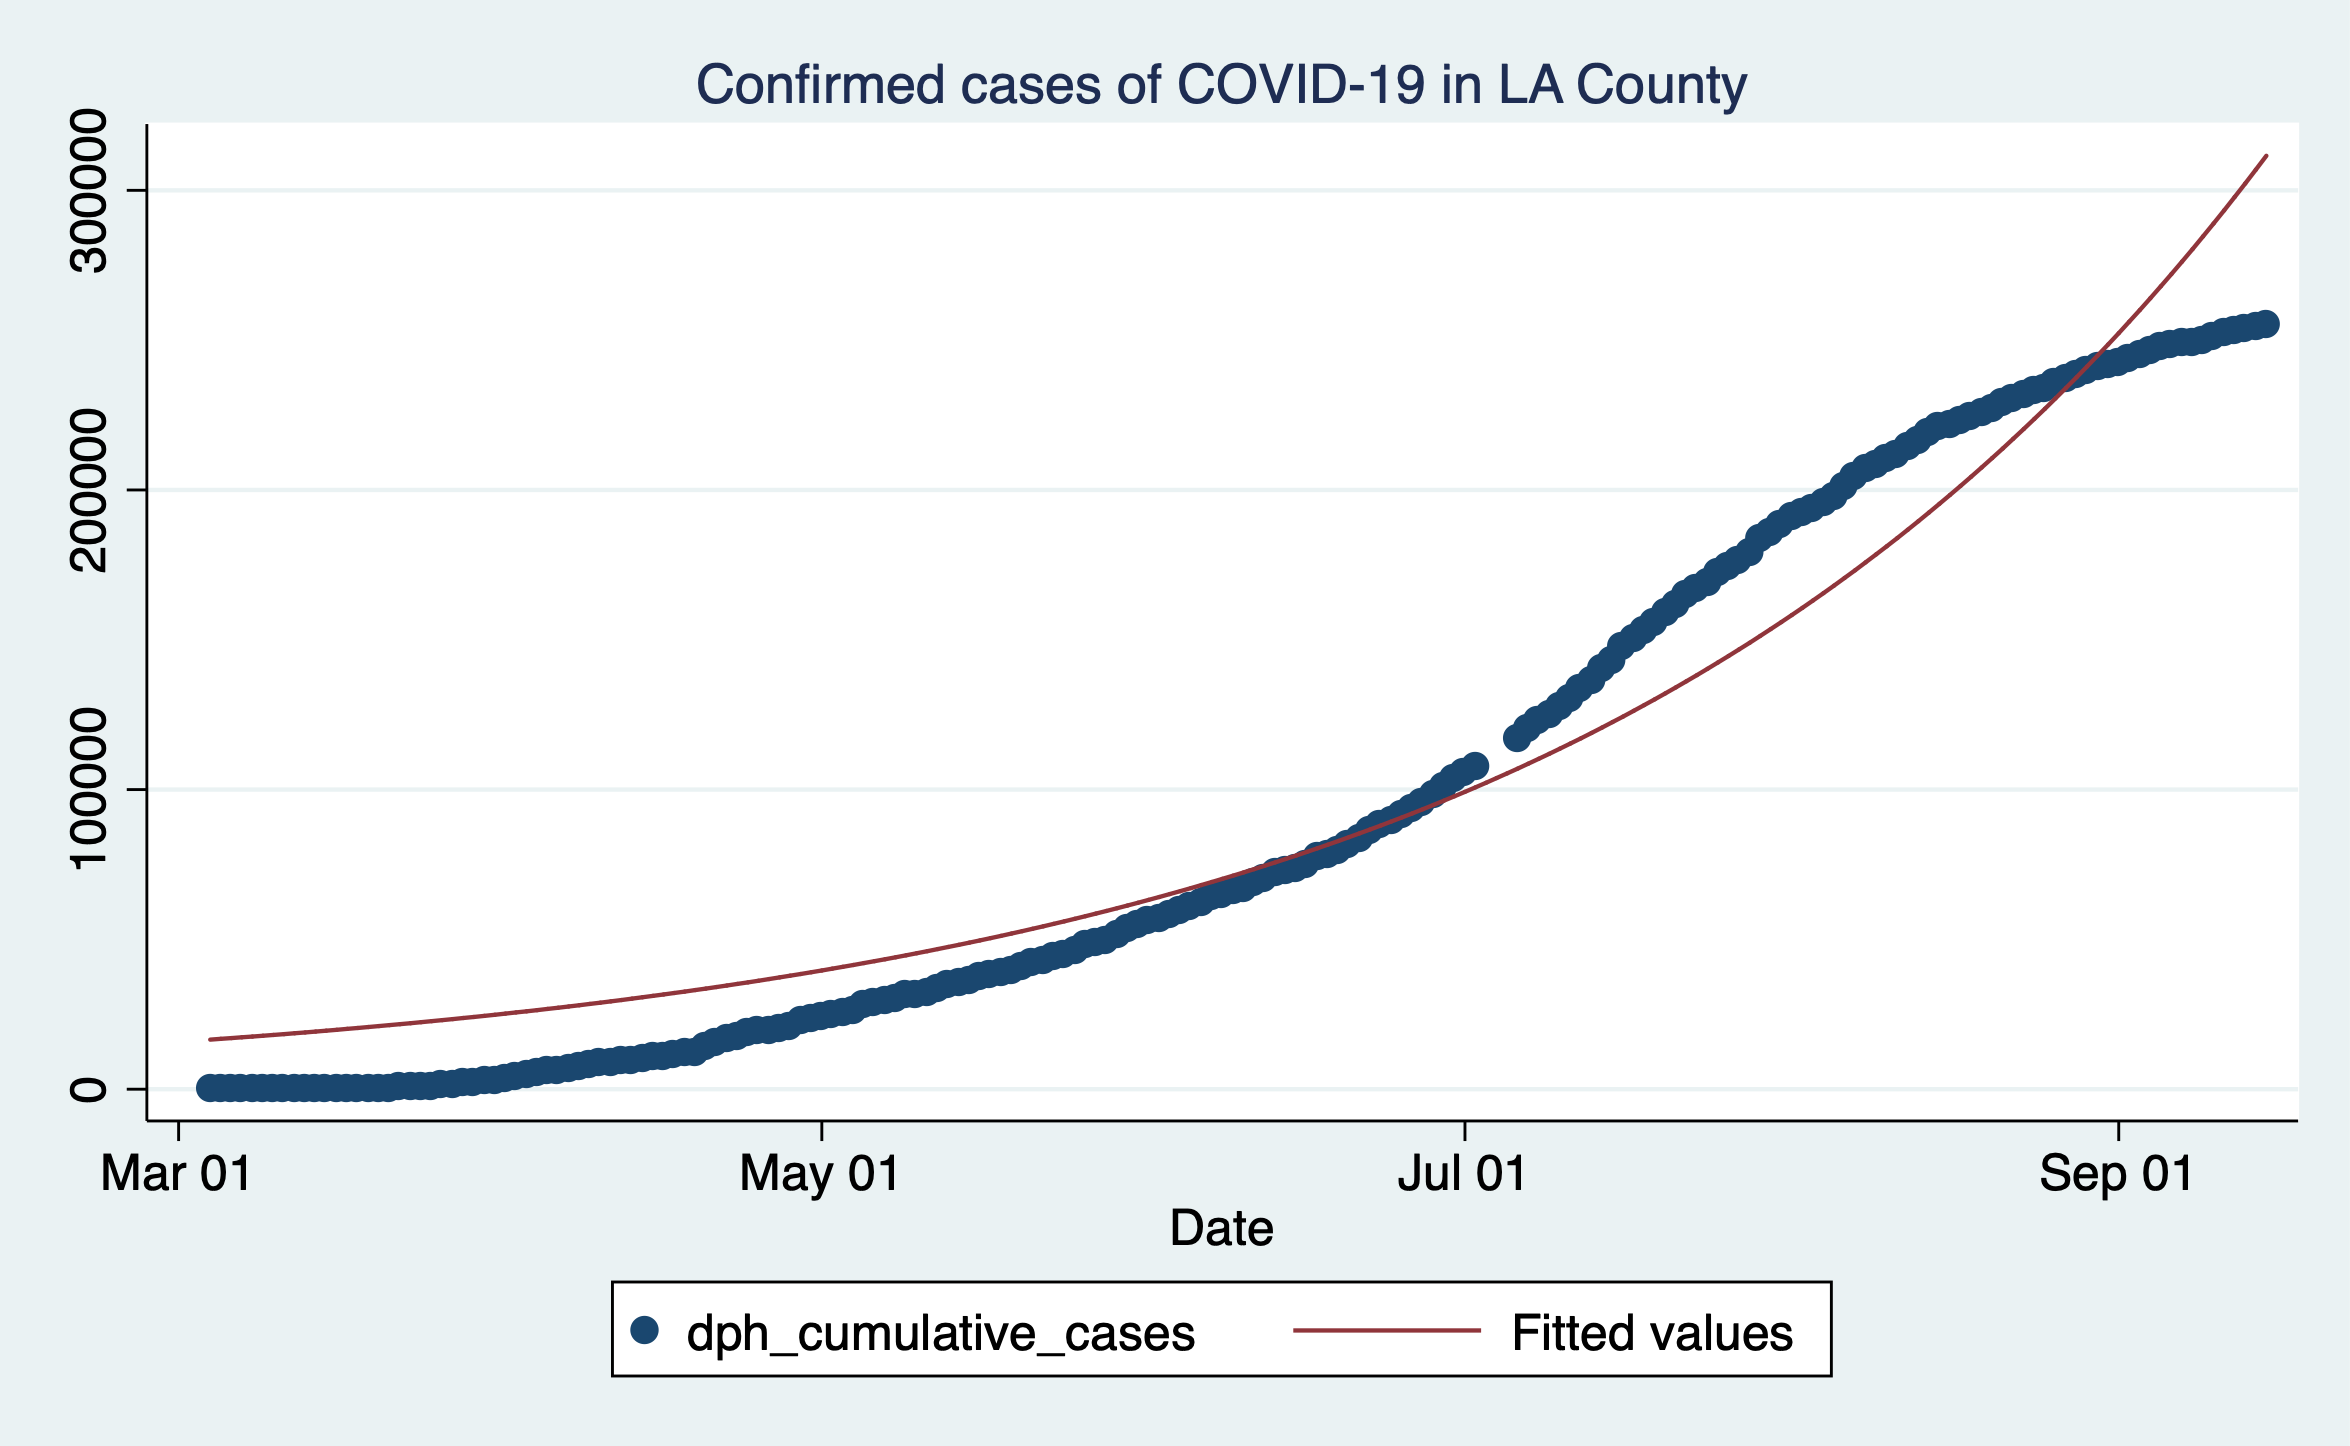 Confirmed cases of COVID-19 in LA County
300000
200000
100000
0
Mar 01
May 01
Jul 01
Sep 01
Date
dph_cumulative_cases
Fitted values